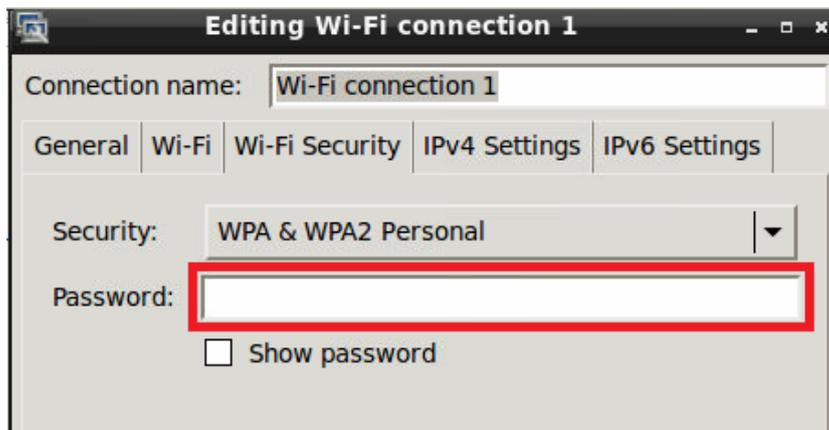 Editing Wi-Fi connection 1
Connection name: Wi-Fi connection 1
General Wi-Fi Wi-Fi Security IPv4 Settings IPv6 Settings
Security: WPA & WPA2 Personal
Password:
Show password